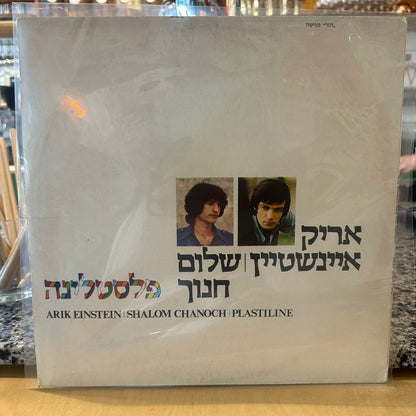 אריק
איינשטיין | שלום
חנוך
פלסטלינה
ARIK EINSTEIN | SHALOM CHANOCH | PLASTILINE